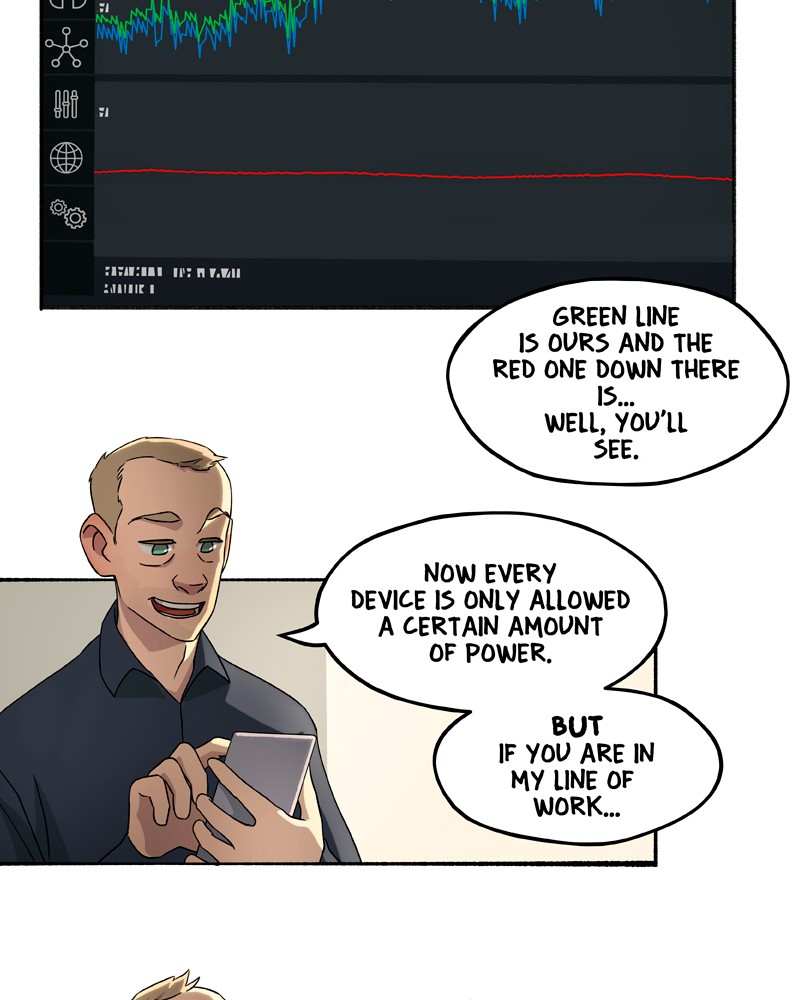 GREEN LINE
IS OURS AND THE
RED ONE DOWN THERE
IS...
WELL, YOU'LL
SEE.
NOW EVERY
DEVICE IS ONLY ALLOWED
A CERTAIN AMOUNT
OF POWER.
BUT
IF YOU ARE IN
MY LINE OF
WORK...